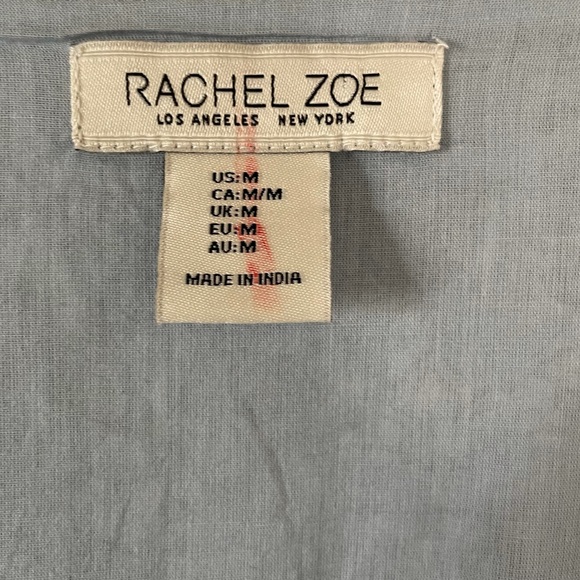 RACHEL ZOE
LOS ANGELES NEW YORK
US:M
CA:M/M
UK:M
EU:M
AU:M
MADE IN INDIA